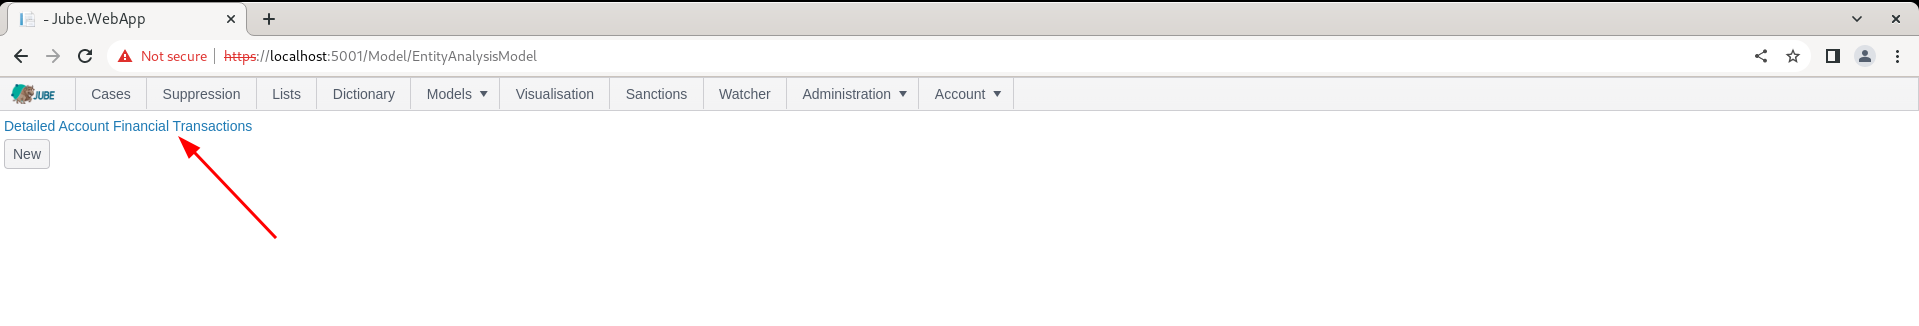 - Jube.WebApp
Not secure https://localhost:5001/Model/EntityAnalysisModel
JUBE Cases Suppression Lists Dictionary Models Visualisation Sanctions Watcher Administration Account
Detailed Account Financial Transactions
New